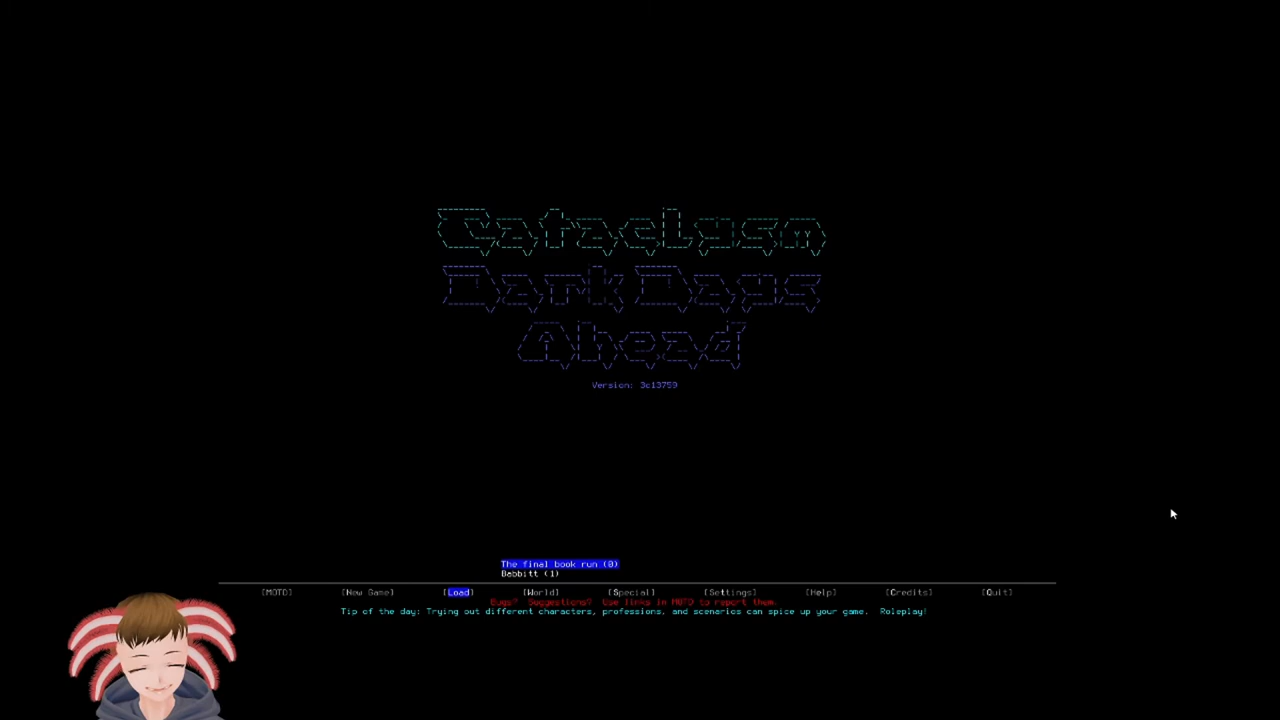 Cataclysm
Dark Days
Ahead
Version: 3c13759
The final book run (0)
Babbitt (1)
[MOTD] [New Game] [Load] [World] [Special] [Settings] [Help] [Credits] [Quit]
Bugs? Suggestions? Use links in MOTD to report them.
Tip of the day: Trying out different characters, professions, and scenarios can spice up your game. Roleplay!